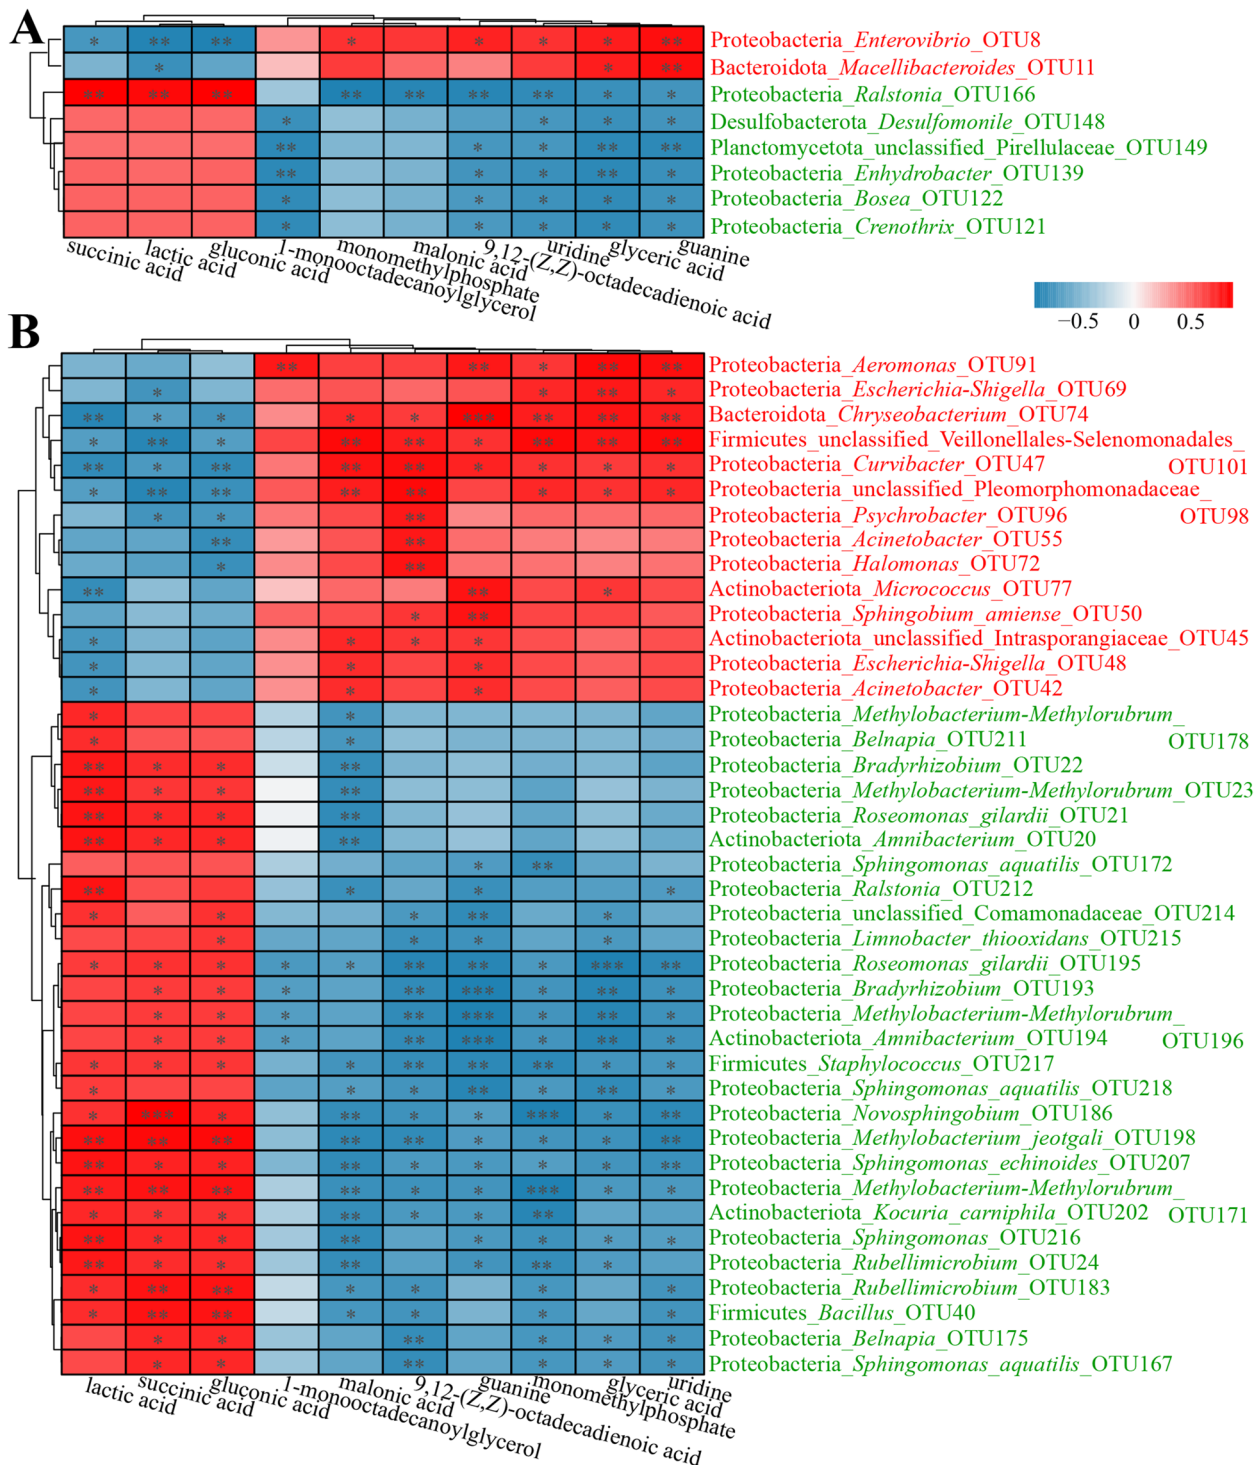 A
Proteobacteria_Enterovibrio_OTU8
Bacteroidota_Macellibacteroides_OTU11
Proteobacteria_Ralstonia_OTU166
Desulfobacterota_Desulfomonile_OTU148
Planctomycetota_unclassified_Pirellulaceae_OTU149
Proteobacteria_Enhydrobacter_OTU139
Proteobacteria_Bosea_OTU122
Proteobacteria_Crenothrix_OTU121
succinic acid
lactic acid
gluconic acid
1-monooctadecanoylglycerol
monomethylphosphate
malonic acid
9,12-(Z,Z)-octadecadienoic acid
uridine
glyceric acid
guanine
−0.5 0 0.5
B
Proteobacteria_Aeromonas_OTU91
Proteobacteria_Escherichia-Shigella_OTU69
Bacteroidota_Chryseobacterium_OTU74
Firmicutes_unclassified_Veillonellales-Selenomonadales_
Proteobacteria_Curvibacter_OTU47 OTU101
Proteobacteria_unclassified_Pleomorphomonadaceae_
Proteobacteria_Psychrobacter_OTU96 OTU98
Proteobacteria_Acinetobacter_OTU55
Proteobacteria_Halomonas_OTU72
Actinobacteriota_Micrococcus_OTU77
Proteobacteria_Sphingobium_amiense_OTU50
Actinobacteriota_unclassified_Intrasporangiaceae_OTU45
Proteobacteria_Escherichia-Shigella_OTU48
Proteobacteria_Acinetobacter_OTU42
Proteobacteria_Methylobacterium-Methylorubrum_
Proteobacteria_Belnapia_OTU211 OTU178
Proteobacteria_Bradyrhizobium_OTU22
Proteobacteria_Methylobacterium-Methylorubrum_OTU23
Proteobacteria_Roseomonas_gilardii_OTU21
Actinobacteriota_Amnibacterium_OTU20
Proteobacteria_Sphingomonas_aquatilis_OTU172
Proteobacteria_Ralstonia_OTU212
Proteobacteria_unclassified_Comamonadaceae_OTU214
Proteobacteria_Limnobacter_thiooxidans_OTU215
Proteobacteria_Roseomonas_gilardii_OTU195
Proteobacteria_Bradyrhizobium_OTU193
Proteobacteria_Methylobacterium-Methylorubrum_
Actinobacteriota_Amnibacterium_OTU194 OTU196
Firmicutes_Staphylococcus_OTU217
Proteobacteria_Sphingomonas_aquatilis_OTU218
Proteobacteria_Novosphingobium_OTU186
Proteobacteria_Methylobacterium_jeotgali_OTU198
Proteobacteria_Sphingomonas_echinoides_OTU207
Proteobacteria_Methylobacterium-Methylorubrum_
Actinobacteriota_Kocuria_carniphila_OTU202 OTU171
Proteobacteria_Sphingomonas_OTU216
Proteobacteria_Rubellimicrobium_OTU24
Proteobacteria_Rubellimicrobium_OTU183
Firmicutes_Bacillus_OTU40
Proteobacteria_Belnapia_OTU175
Proteobacteria_Sphingomonas_aquatilis_OTU167
lactic acid
succinic acid
gluconic acid
1-monooctadecanoylglycerol
malonic acid
9,12-(Z,Z)-octadecadienoic acid
guanine
monomethylphosphate
glyceric acid
uridine